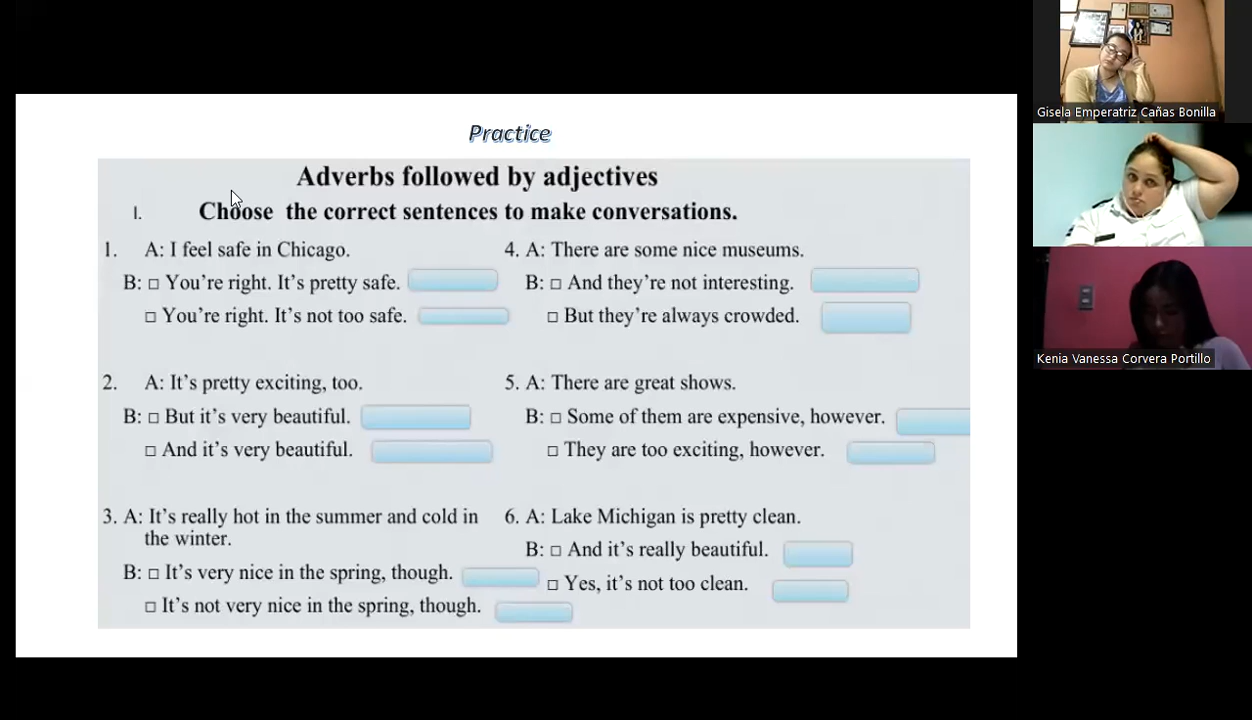 Practice
Adverbs followed by adjectives
I. Choose the correct sentences to make conversations.
1. A: I feel safe in Chicago.
B: □ You're right. It's pretty safe.
□ You're right. It's not too safe.
2. A: It's pretty exciting, too.
B: □ But it's very beautiful.
□ And it's very beautiful.
3. A: It's really hot in the summer and cold in
the winter.
B: □ It's very nice in the spring, though.
□ It's not very nice in the spring, though.
4. A: There are some nice museums.
B: □ And they're not interesting.
□ But they're always crowded.
5. A: There are great shows.
B: □ Some of them are expensive, however.
□ They are too exciting, however.
6. A: Lake Michigan is pretty clean.
B: □ And it's really beautiful.
□ Yes, it's not too clean.
Gisela Emperatriz Cañas Bonilla
Kenia Vanessa Corvera Portillo